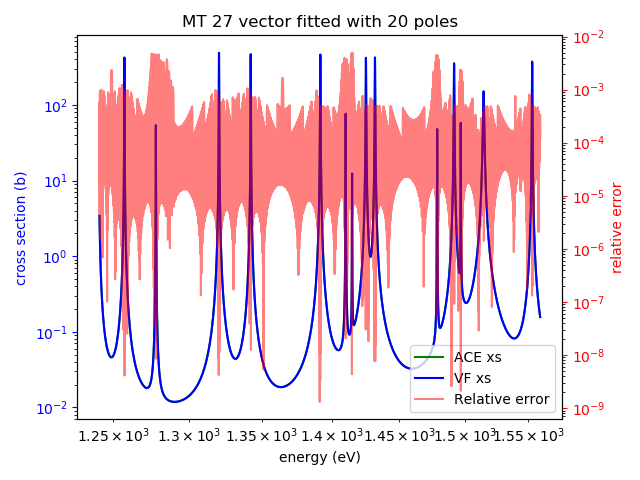 MT 27 vector fitted with 20 poles
10²
10¹
10⁰
10⁻¹
10⁻²
cross section (b)
10⁻²
10⁻³
10⁻⁴
10⁻⁵
10⁻⁶
10⁻⁷
10⁻⁸
10⁻⁹
relative error
ACE xs
VF xs
Relative error
1.25 × 10³ 1.3 × 10³ 1.35 × 10³ 1.4 × 10³ 1.45 × 10³ 1.5 × 10³ 1.55 × 10³
energy (eV)